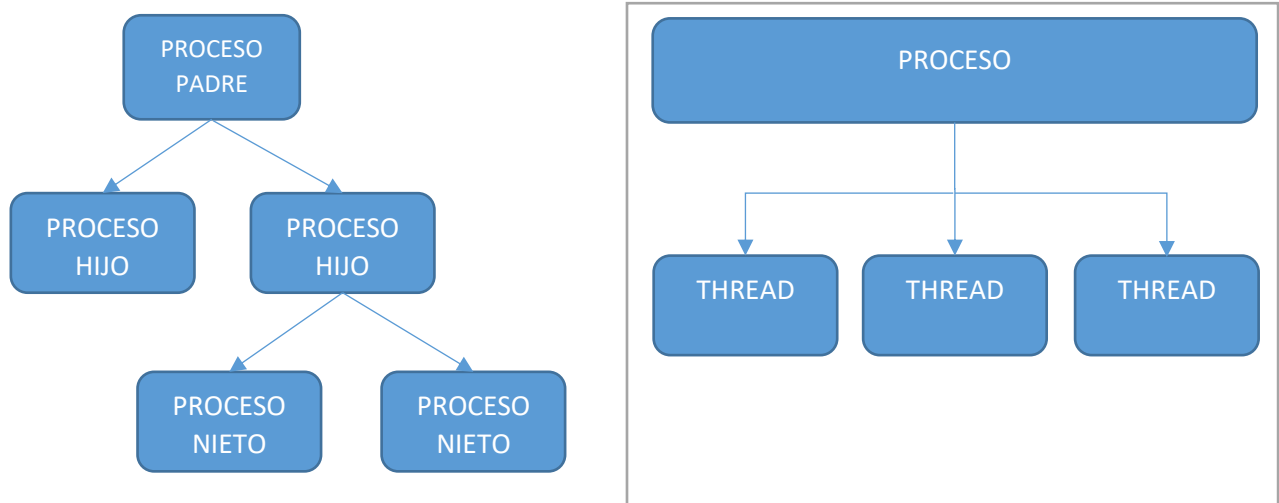 PROCESO
PADRE
PROCESO
HIJO
PROCESO
HIJO
PROCESO
NIETO
PROCESO
NIETO
PROCESO
THREAD
THREAD
THREAD